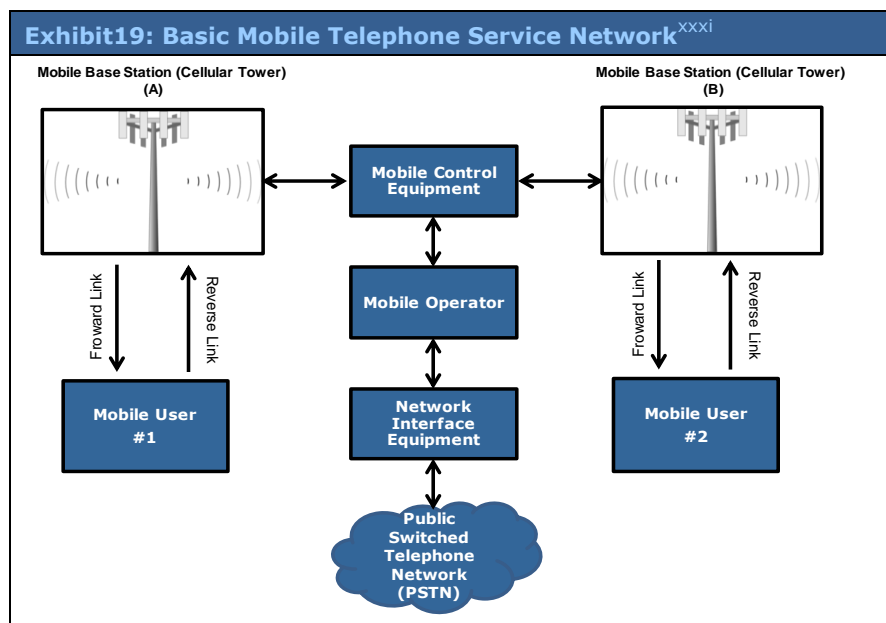 Exhibit19: Basic Mobile Telephone Service Network xxxi
Mobile Base Station (Cellular Tower)
(A)
Mobile Base Station (Cellular Tower)
(B)
Mobile Control
Equipment
Froward Link
Reverse Link
Mobile Operator
Froward Link
Reverse Link
Mobile User
#1
Network
Interface
Equipment
Mobile User
#2
Public
Switched
Telephone
Network
(PSTN)